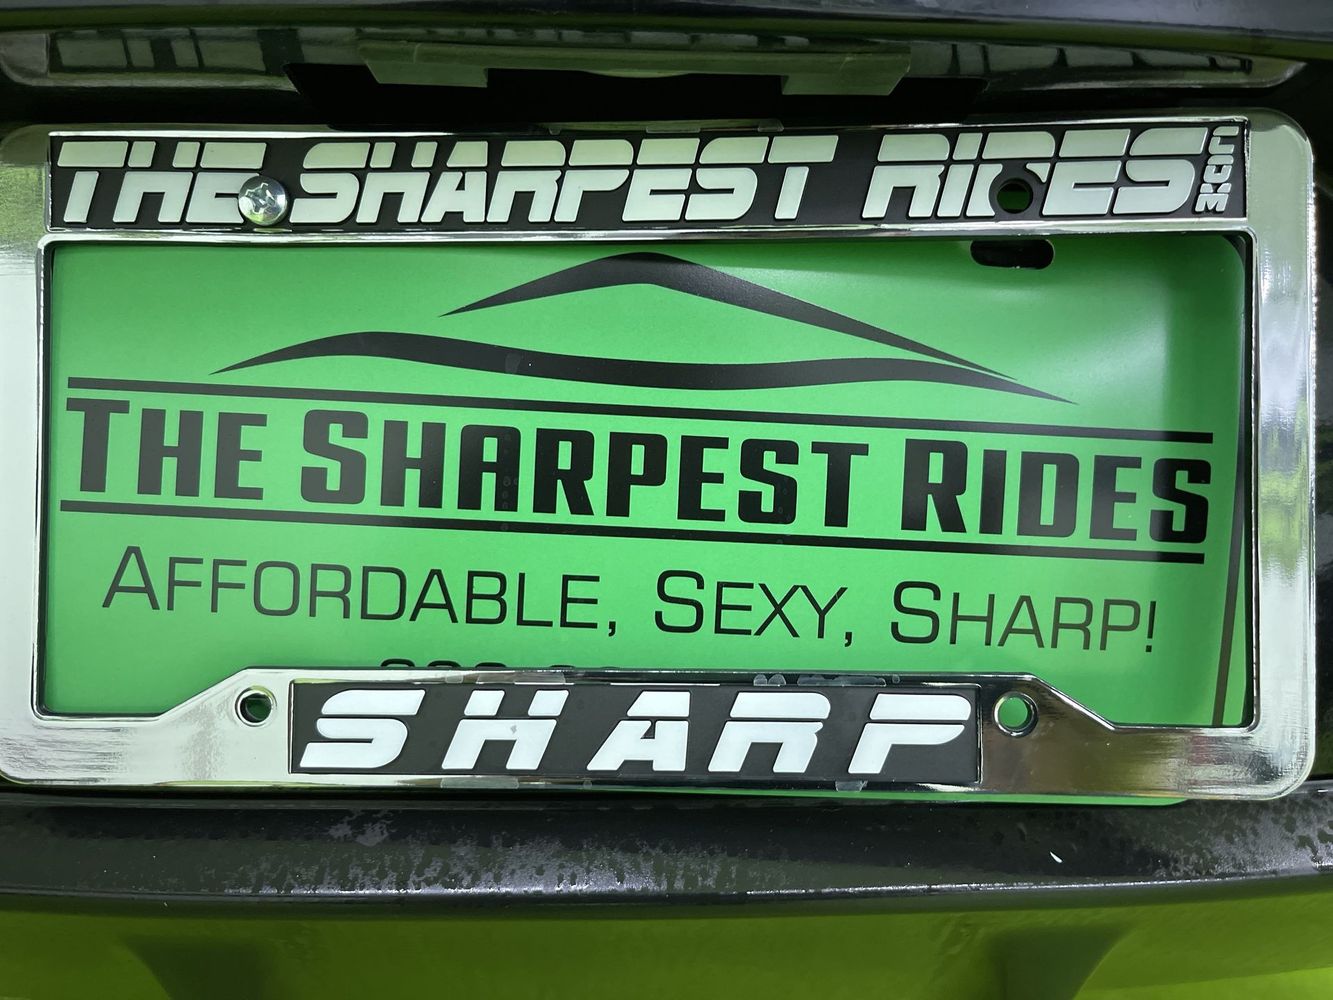 THE SHARPEST RIDES.COM
THE SHARPEST RIDES
AFFORDABLE, SEXY, SHARP!
SHARP